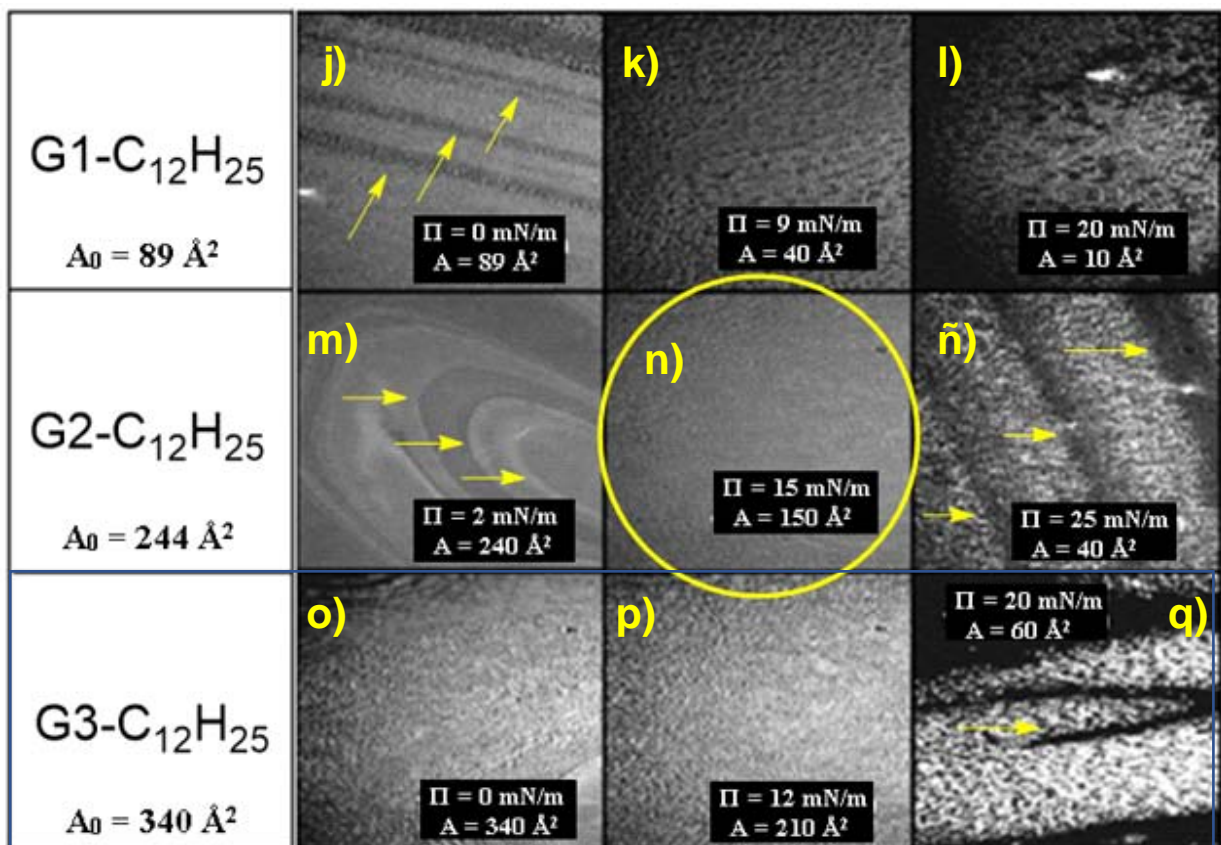 G1-C₁₂H₂₅
A₀ = 89 Å²
j)
Π = 0 mN/m
A = 89 Å²
k)
Π = 9 mN/m
A = 40 Å²
l)
Π = 20 mN/m
A = 10 Å²
G2-C₁₂H₂₅
A₀ = 244 Å²
m)
Π = 2 mN/m
A = 240 Å²
n)
Π = 15 mN/m
A = 150 Å²
ñ)
Π = 25 mN/m
A = 40 Å²
G3-C₁₂H₂₅
A₀ = 340 Å²
o)
Π = 0 mN/m
A = 340 Å²
p)
Π = 12 mN/m
A = 210 Å²
Π = 20 mN/m
A = 60 Å²
q)